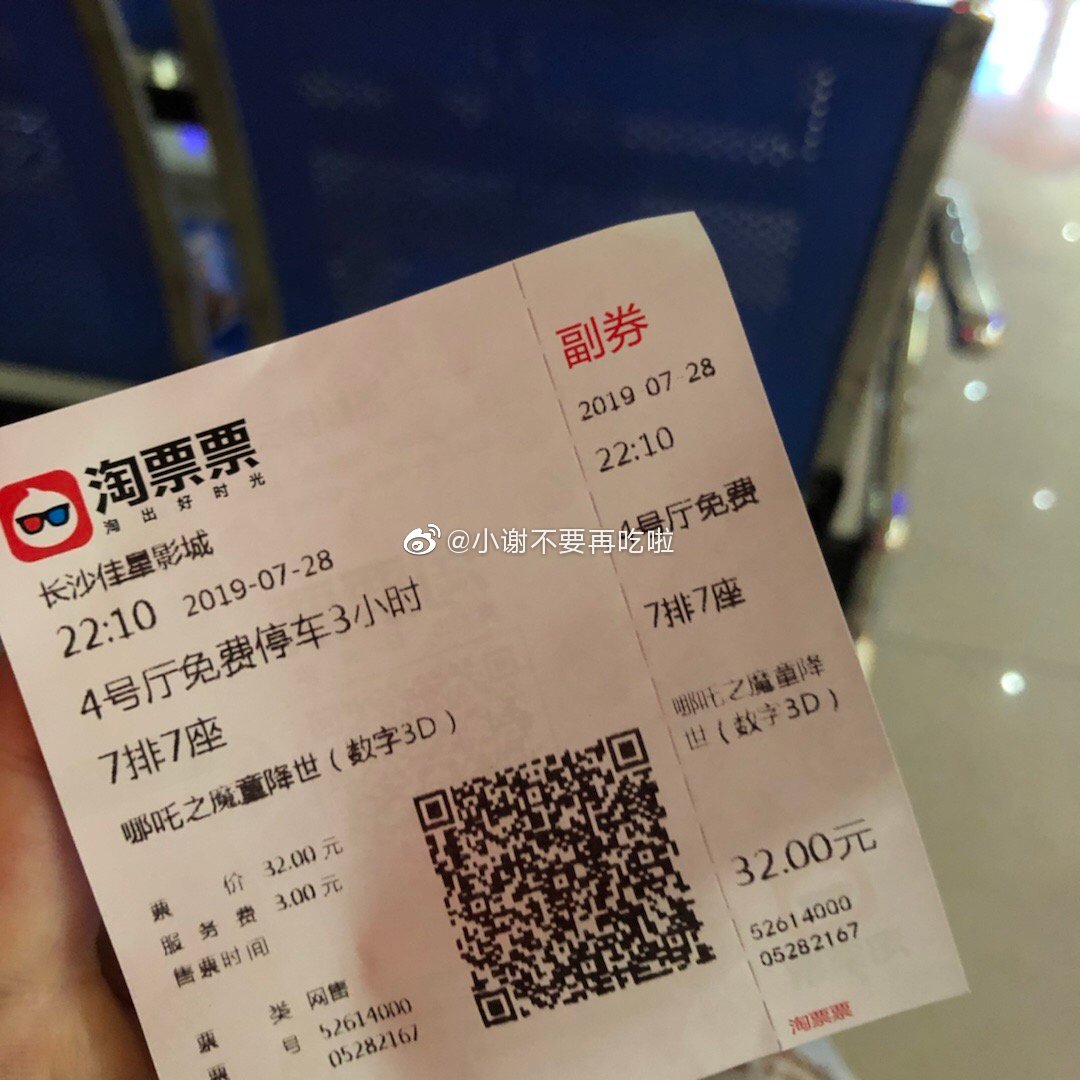 淘票票
淘出好时光
长沙佳星影城
22:10 2019-07-28
4号厅免费停车3小时
7排7座
哪吒之魔童降世(数字3D)
票价 32.00元
服务费 3.00元
售票时间
票类 网售
票号 52614000
05282167
副券
2019-07-28
22:10
4号厅免费
7排7座
哪吒之魔童降
世(数字3D)
32.00元
52614000
05282167
淘票票
@小谢不要再吃啦